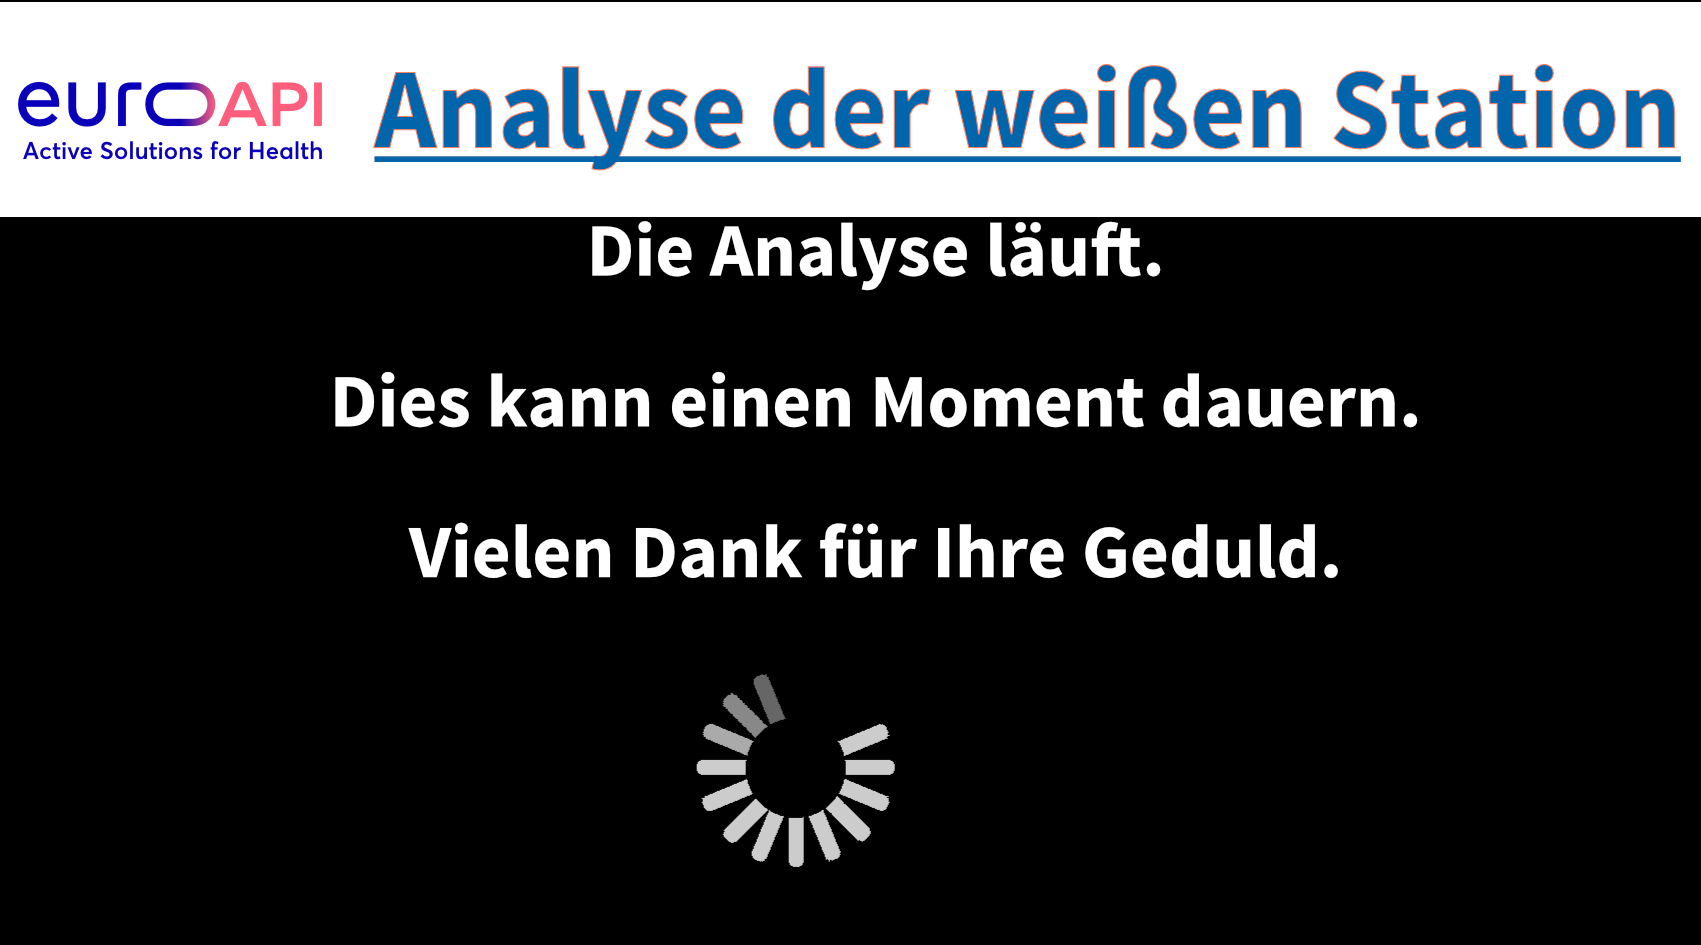 euroAPI
Active Solutions for Health
Analyse der weißen Station
Die Analyse läuft.
Dies kann einen Moment dauern.
Vielen Dank für Ihre Geduld.